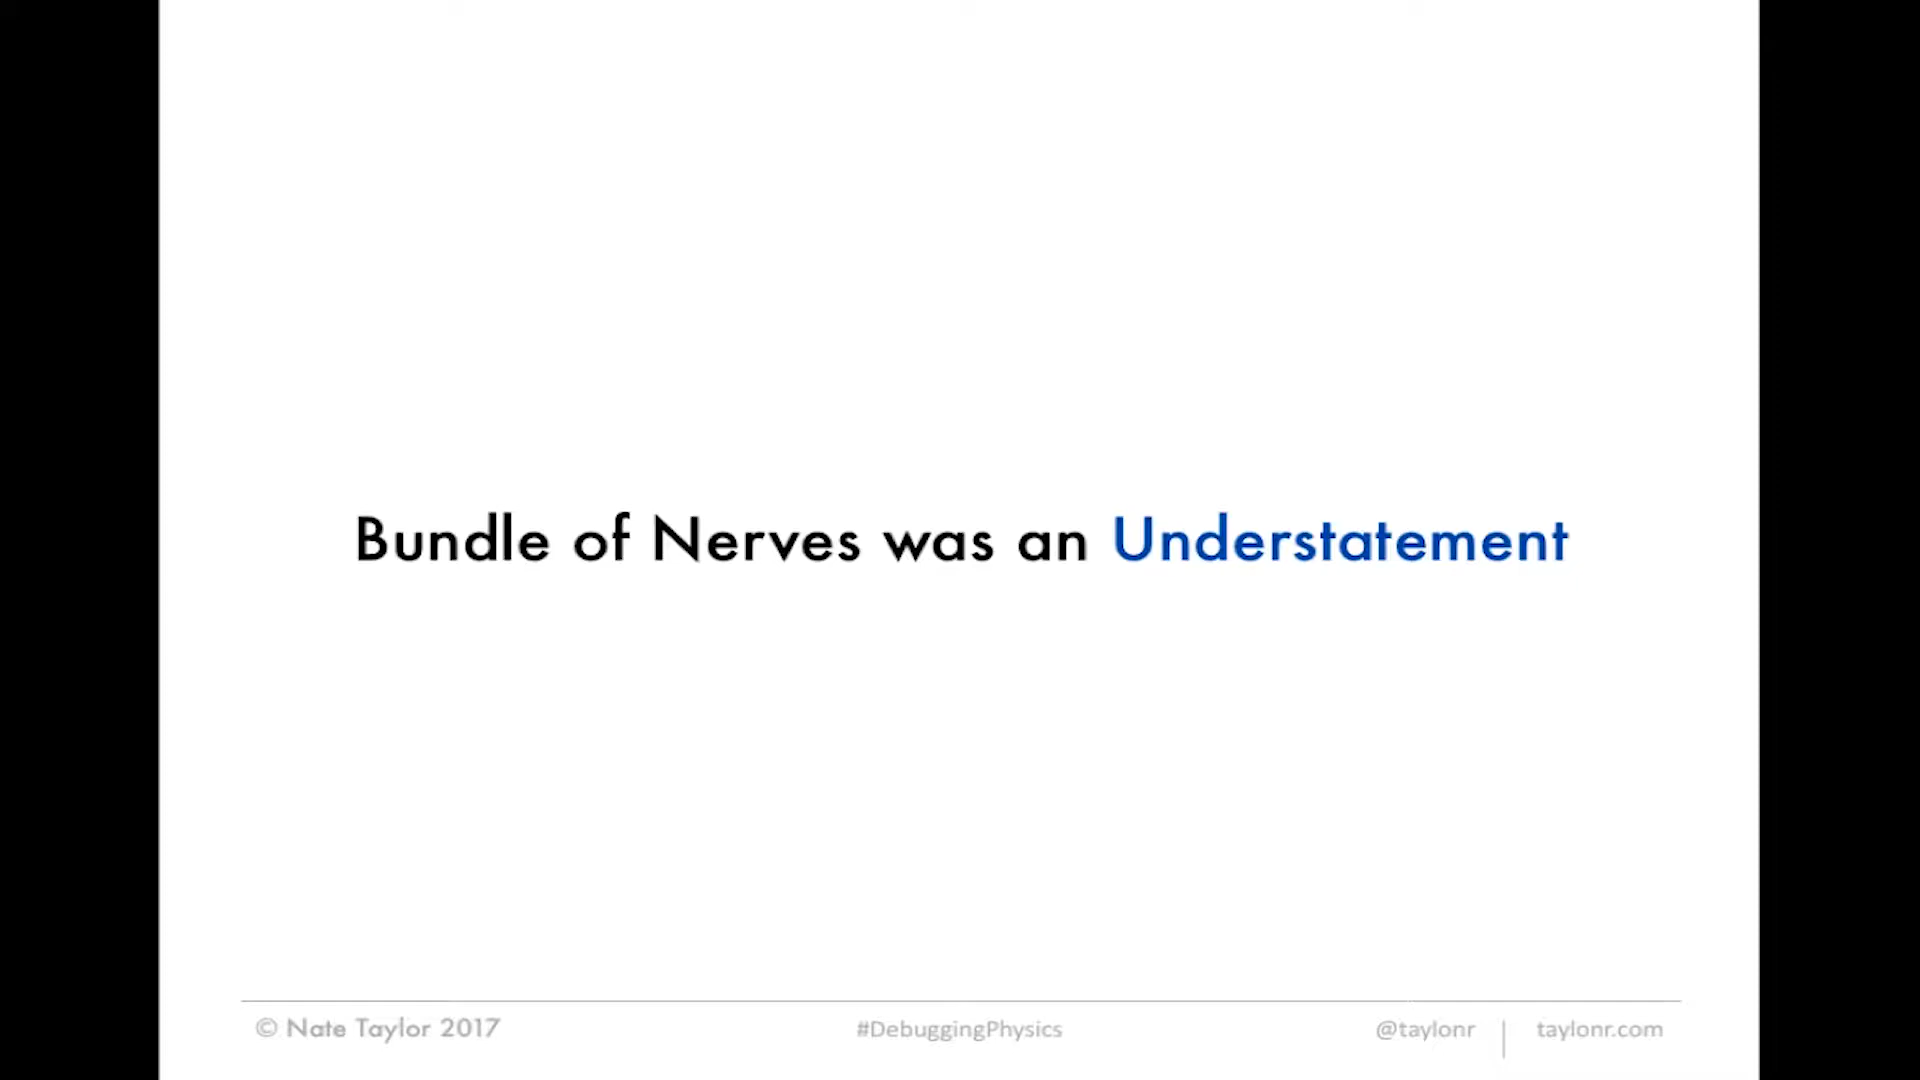 Bundle of Nerves was an Understatement
© Nate Taylor 2017
#DebuggingPhysics
@taylonr | taylonr.com